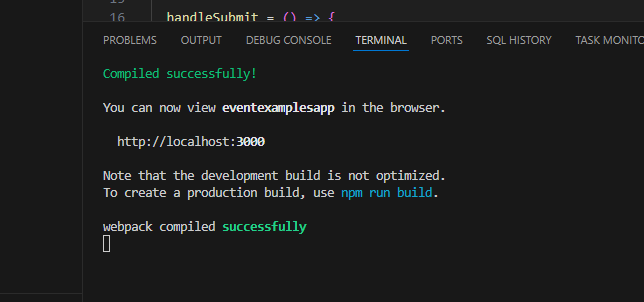 16 handleSubmit = () => {
PROBLEMS OUTPUT DEBUG CONSOLE TERMINAL PORTS SQL HISTORY TASK MONITO
Compiled successfully!
You can now view eventexamplesapp in the browser.
http://localhost:3000
Note that the development build is not optimized.
To create a production build, use npm run build.
webpack compiled successfully